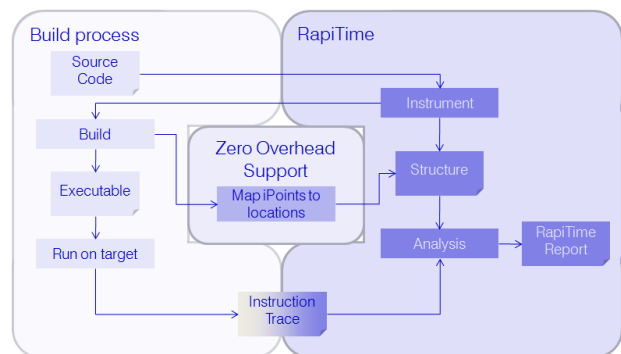 Build process
RapiTime
Source
Code
Instrument
Build
Zero Overhead
Support
Structure
Executable
Map iPoints to
locations
Run on target
Analysis
RapiTime
Report
Instruction
Trace